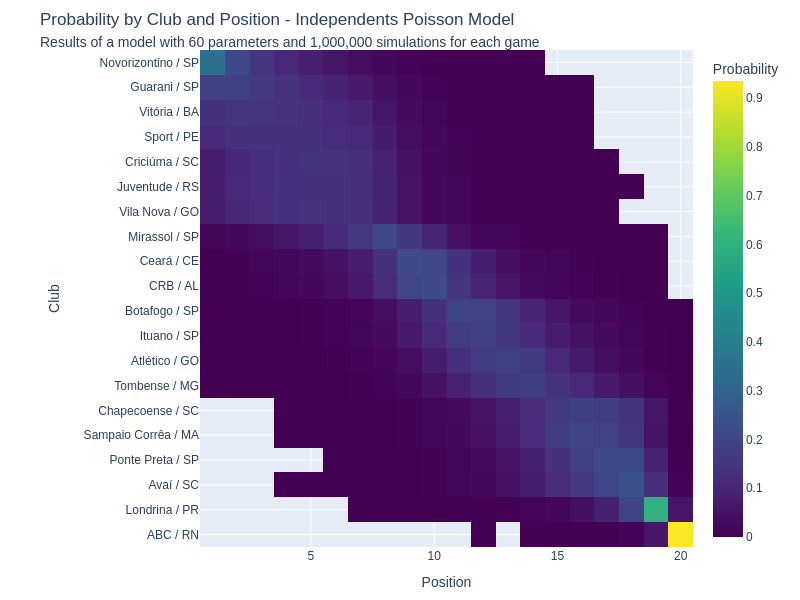 Probability by Club and Position - Independents Poisson Model
Results of a model with 60 parameters and 1,000,000 simulations for each game
Probability
Novorizontino / SP
Guarani / SP
Vitória / BA
Sport / PE
Criciúma / SC
Juventude / RS
Vila Nova / GO
Mirassol / SP
Ceará / CE
CRB / AL
Botafogo / SP
Ituano / SP
Atlético / GO
Tombense / MG
Chapecoense / SC
Sampaio Corrêa / MA
Ponte Preta / SP
Avaí / SC
Londrina / PR
ABC / RN
Club
5
10
15
20
Position
0.9
0.8
0.7
0.6
0.5
0.4
0.3
0.2
0.1
0